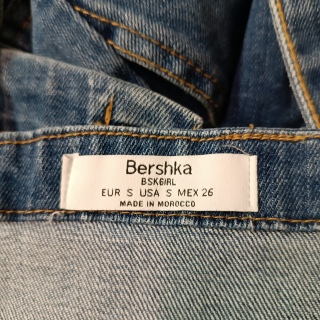 Bershka
BSKGIRL
EUR S USA S MEX 26
MADE IN MOROCCO